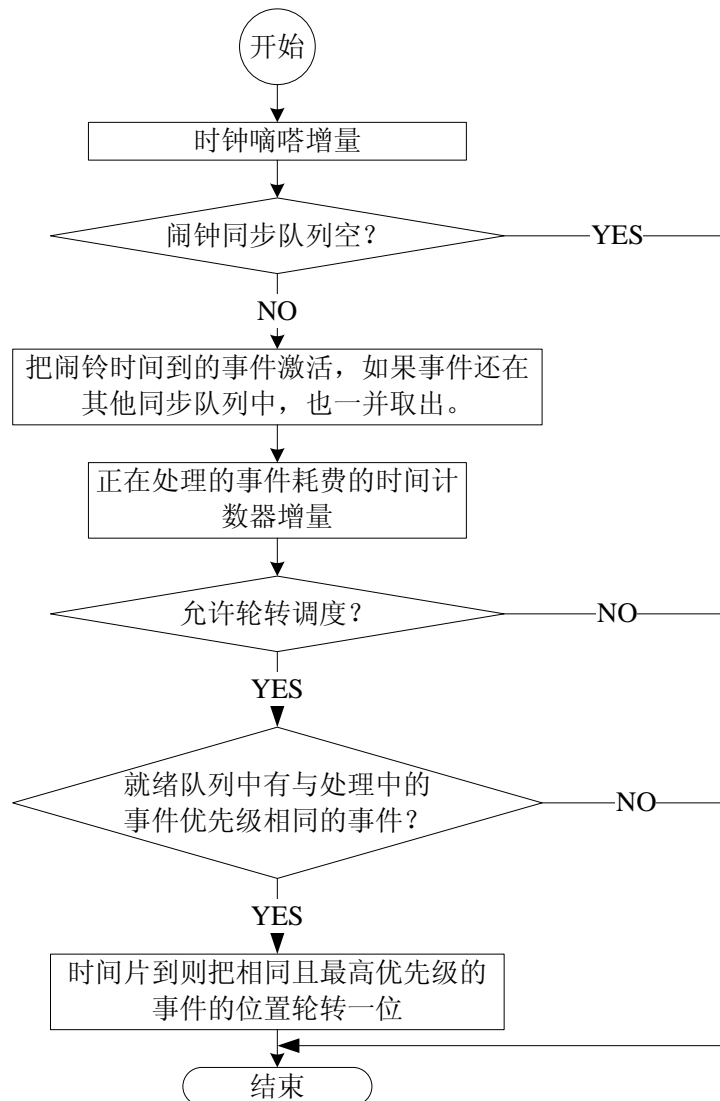 开始
时钟嘀嗒增量
闹钟同步队列空？
YES
NO
把闹铃时间到的事件激活，如果事件还在
其他同步队列中，也一并取出。
正在处理的事件耗费的时间计
数器增量
允许轮转调度？
NO
YES
就绪队列中有与处理中的
事件优先级相同的事件？
NO
YES
时间片到则把相同且最高优先级的
事件的位置轮转一位
结束